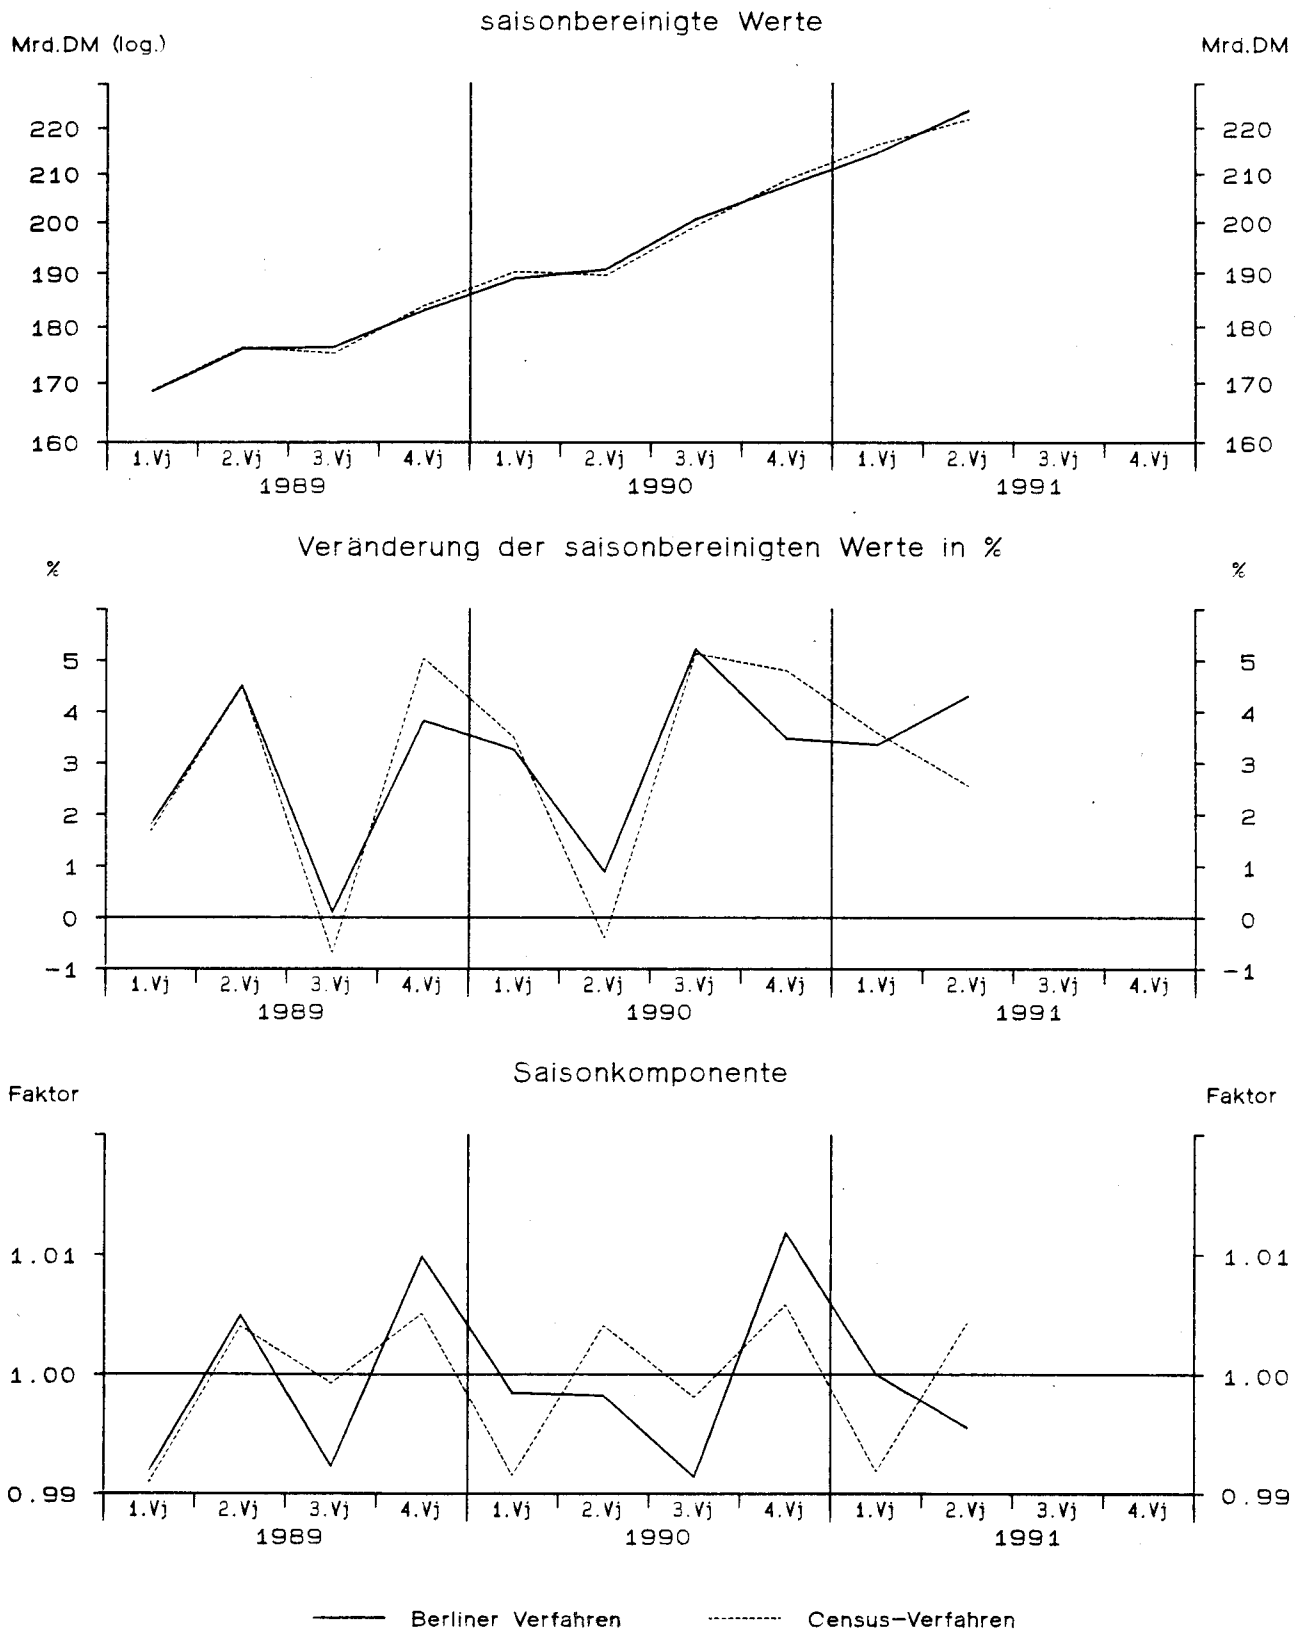 saisonbereinigte Werte
Mrd.DM (log.) Mrd.DM
220 220
210 210
200 200
190 190
180 180
170 170
160 160
1.Vj 2.Vj 3.Vj 4.Vj 1.Vj 2.Vj 3.Vj 4.Vj 1.Vj 2.Vj 3.Vj 4.Vj
1989 1990 1991
Veränderung der saisonbereinigten Werte in %
% %
5 5
4 4
3 3
2 2
1 1
0 0
-1 -1
1.Vj 2.Vj 3.Vj 4.Vj 1.Vj 2.Vj 3.Vj 4.Vj 1.Vj 2.Vj 3.Vj 4.Vj
1989 1990 1991
Saisonkomponente
Faktor Faktor
1.01 1.01
1.00 1.00
0.99 0.99
1.Vj 2.Vj 3.Vj 4.Vj 1.Vj 2.Vj 3.Vj 4.Vj 1.Vj 2.Vj 3.Vj 4.Vj
1989 1990 1991
Berliner Verfahren Census-Verfahren